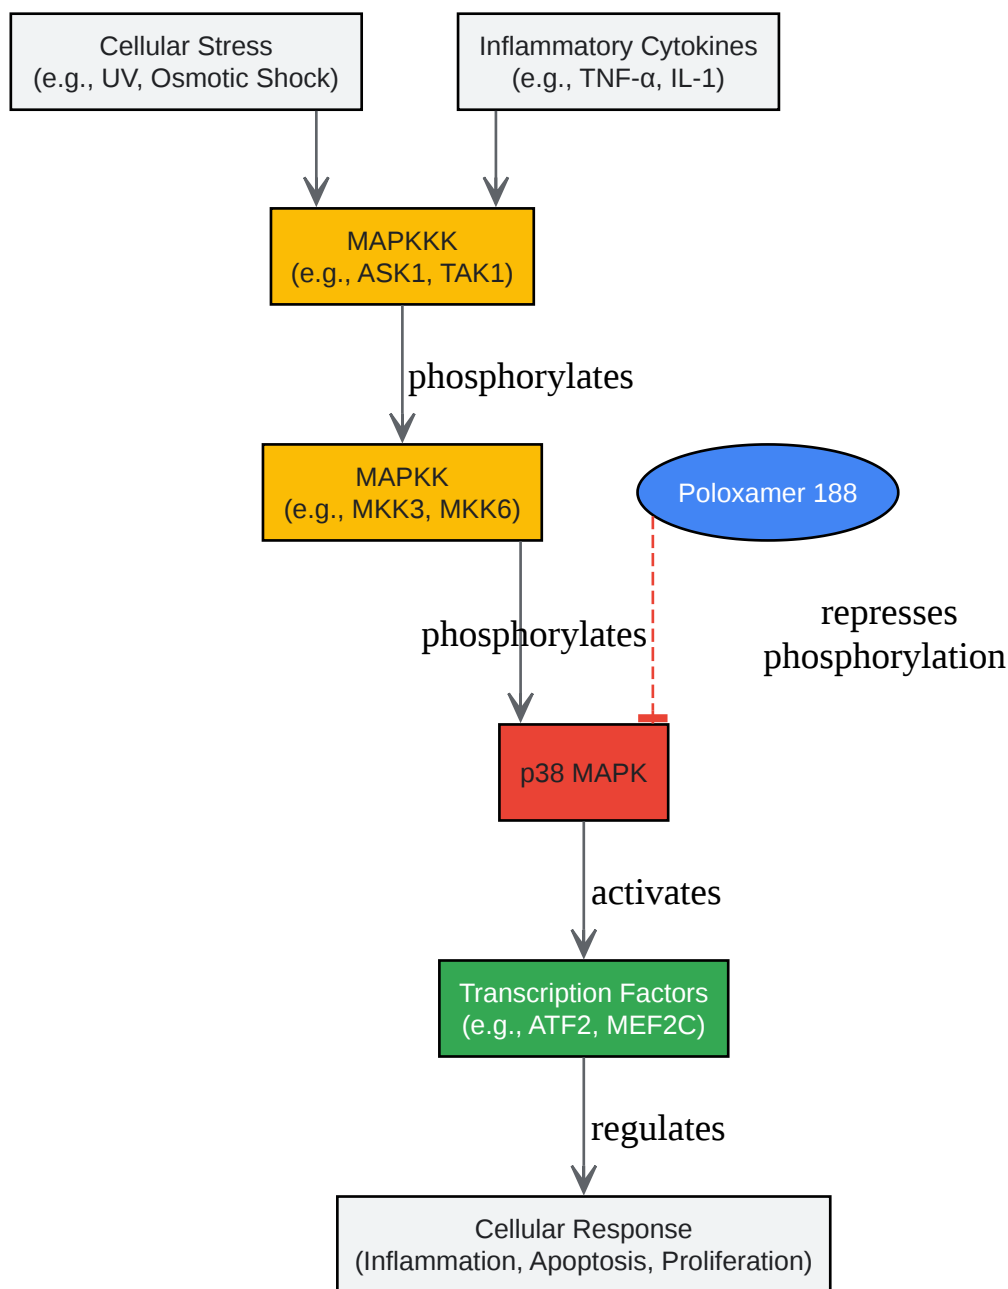 Cellular Stress
(e.g., UV, Osmotic Shock)
Inflammatory Cytokines
(e.g., TNF-α, IL-1)
MAPKKK
(e.g., ASK1, TAK1)
phosphorylates
MAPKK
(e.g., MKK3, MKK6)
Poloxamer 188
phosphorylates
represses
phosphorylation
p38 MAPK
activates
Transcription Factors
(e.g., ATF2, MEF2C)
regulates
Cellular Response
(Inflammation, Apoptosis, Proliferation)